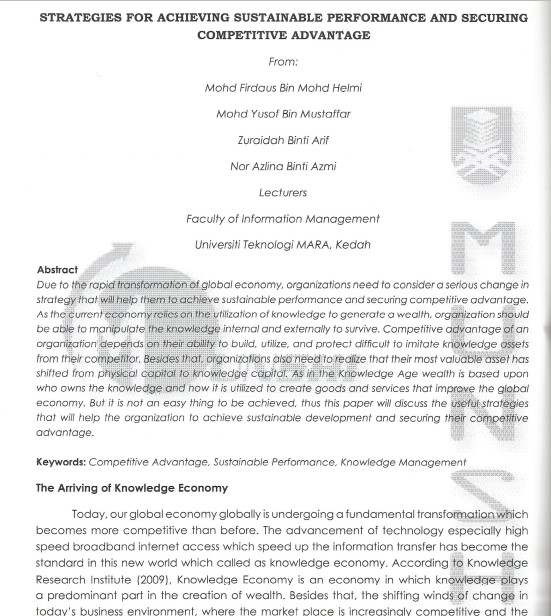 STRATEGIES FOR ACHIEVING SUSTAINABLE PERFORMANCE AND SECURING
COMPETITIVE ADVANTAGE
From:
Mohd Firdaus Bin Mohd Helmi
Mohd Yusof Bin Mustaffar
Zuraidah Binti Arif
Nor Azlina Binti Azmi
Lecturers
Faculty of Information Management
Universiti Teknologi MARA, Kedah
Abstract
Due to the rapid transformation of global economy, organizations need to consider a serious change in
strategy that will help them to achieve sustainable performance and securing competitive advantage.
As the current economy relies on the utilization of knowledge to generate a wealth, organization should
be able to manipulate the knowledge internal and externally to survive. Competitive advantage of an
organization depends on their ability to build, utilize, and protect difficult to imitate knowledge assets
from their competitor. Besides that, organizations also need to realize that their most valuable asset has
shifted from physical capital to knowledge capital. As in the Knowledge Age wealth is based upon
who owns the knowledge and how it is utilized to create goods and services that improve the global
economy. But it is not an easy thing to be achieved, thus this paper will discuss the useful strategies
that will help the organization to achieve sustainable development and securing their competitive
advantage.
Keywords: Competitive Advantage, Sustainable Performance, Knowledge Management
The Arriving of Knowledge Economy
Today, our global economy globally is undergoing a fundamental transformation which
becomes more competitive than before. The advancement of technology especially high
speed broadband internet access which speed up the information transfer has become the
standard in this new world which called as knowledge economy. According to Knowledge
Research Institute (2009), Knowledge Economy is an economy in which knowledge plays
a predominant part in the creation of wealth. Besides that, the shifting winds of change in
today's business environment, where the market place is increasingly competitive and the
M
U
N
S
H